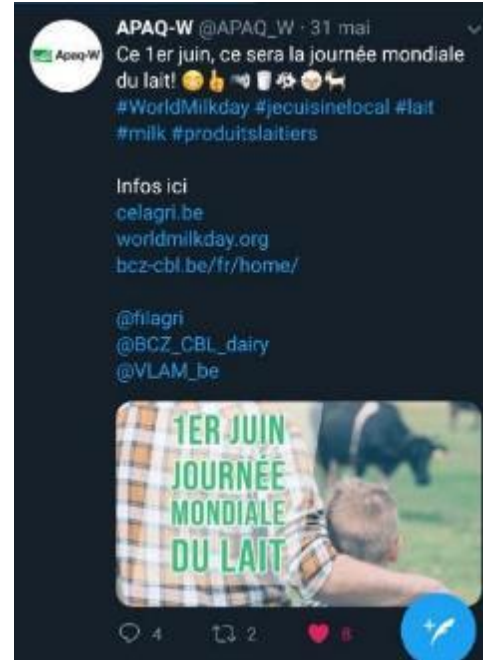 Apaq-W
APAQ-W @APAQ_W · 31 mai
Ce 1er juin, ce sera la journée mondiale
du lait!
#WorldMilkday #jecuisinelocal #lait
#milk #produitslaitiers
Infos ici
celagri.be
worldmilkday.org
bcz-cbl.be/fr/home/
@filagri
@BCZ_CBL_dairy
@VLAM_be
1ER JUIN
JOURNÉE
MONDIALE
DU LAIT
4 2 8